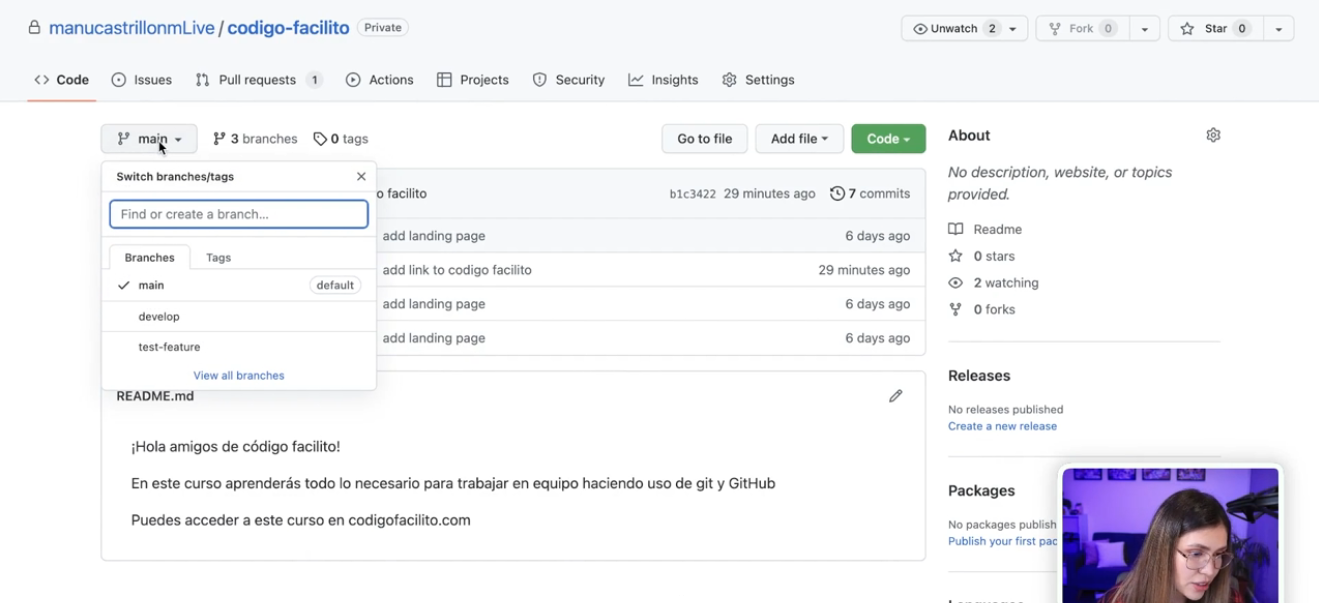 manucastrillonmLive / codigo-facilito Private
Unwatch 2 Fork 0 Star 0
Code Issues Pull requests 1 Actions Projects Security Insights Settings
main 3 branches 0 tags Go to file Add file Code
Switch branches/tags
Find or create a branch...
Branches Tags
main default
develop
test-feature
View all branches
o facilito b1c3422 29 minutes ago 7 commits
add landing page 6 days ago
add link to codigo facilito 29 minutes ago
add landing page 6 days ago
add landing page 6 days ago
README.md
¡Hola amigos de código facilito!
En este curso aprenderás todo lo necesario para trabajar en equipo haciendo uso de git y GitHub
Puedes acceder a este curso en codigofacilito.com
About
No description, website, or topics
provided.
Readme
0 stars
2 watching
0 forks
Releases
No releases published
Create a new release
Packages
No packages publish
Publish your first pac